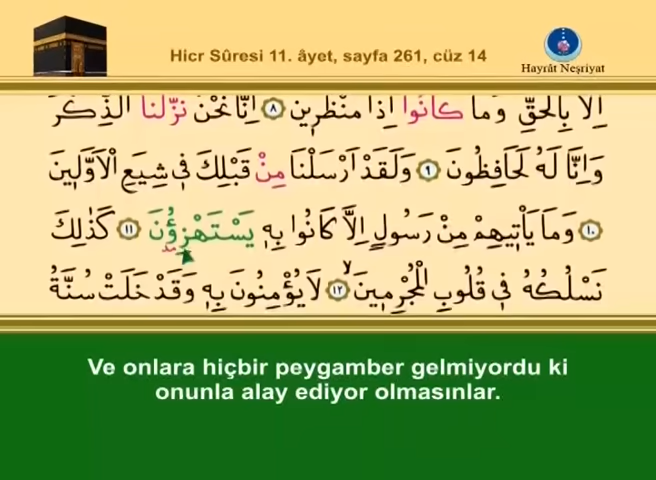 Hicr Sûresi 11. âyet, sayfa 261, cüz 14
Hayrât Neşriyat
اِلَّا بِالْحَقِّ وَمَا كَانُوا اِذًا مُنْظَرِينَ ﴿٨﴾ اِنَّا نَحْنُ نَزَّلْنَا الذِّكْرَ
وَاِنَّا لَهُ لَحَافِظُونَ ﴿٩﴾ وَلَقَدْ اَرْسَلْنَا مِنْ قَبْلِكَ فِى شِيَعِ الْاَوَّلِينَ
﴿١٠﴾ وَمَا يَاْتِيهِمْ مِنْ رَسُولٍ اِلَّا كَانُوا بِهِ يَسْتَهْزِؤُنَ ﴿١١﴾ كَذٰلِكَ
مد
نَسْلُكُهُ فِى قُلُوبِ الْمُجْرِمِينَ ﴿١٢﴾ لَا يُؤْمِنُونَ بِهِ وَقَدْ خَلَتْ سُنَّةُ
Ve onlara hiçbir peygamber gelmiyordu ki
onunla alay ediyor olmasınlar.